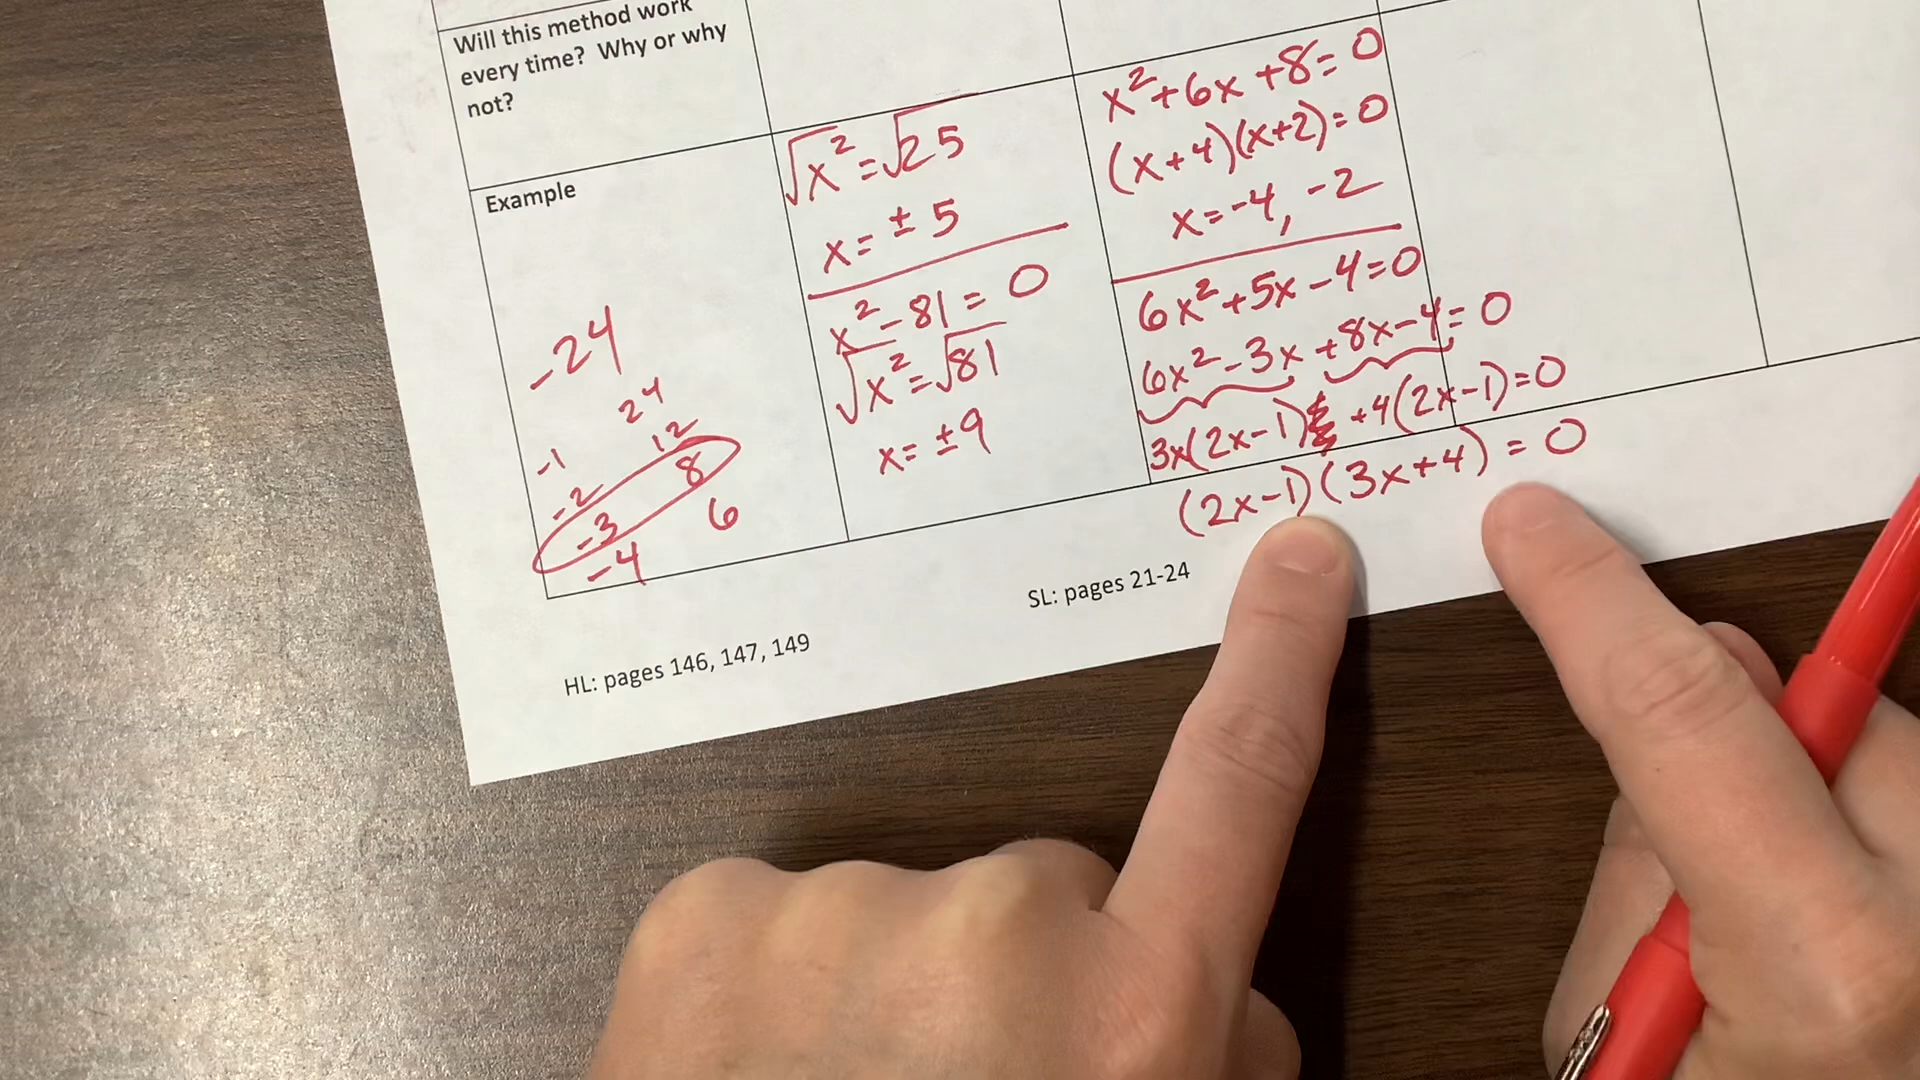 Will this method work
every time? Why or why
not?
Example
-24
24
-1 12
-2 8
-3 6
-4
√x² = √25
x = ± 5
x² - 81 = 0
√x² = √81
x = ±9
x² + 6x + 8 = 0
(x+4)(x+2) = 0
x = -4, -2
6x² + 5x - 4 = 0
6x² - 3x + 8x - 4 = 0
3x(2x-1) +4(2x-1) = 0
(2x-1)(3x+4) = 0
SL: pages 21-24
HL: pages 146, 147, 149